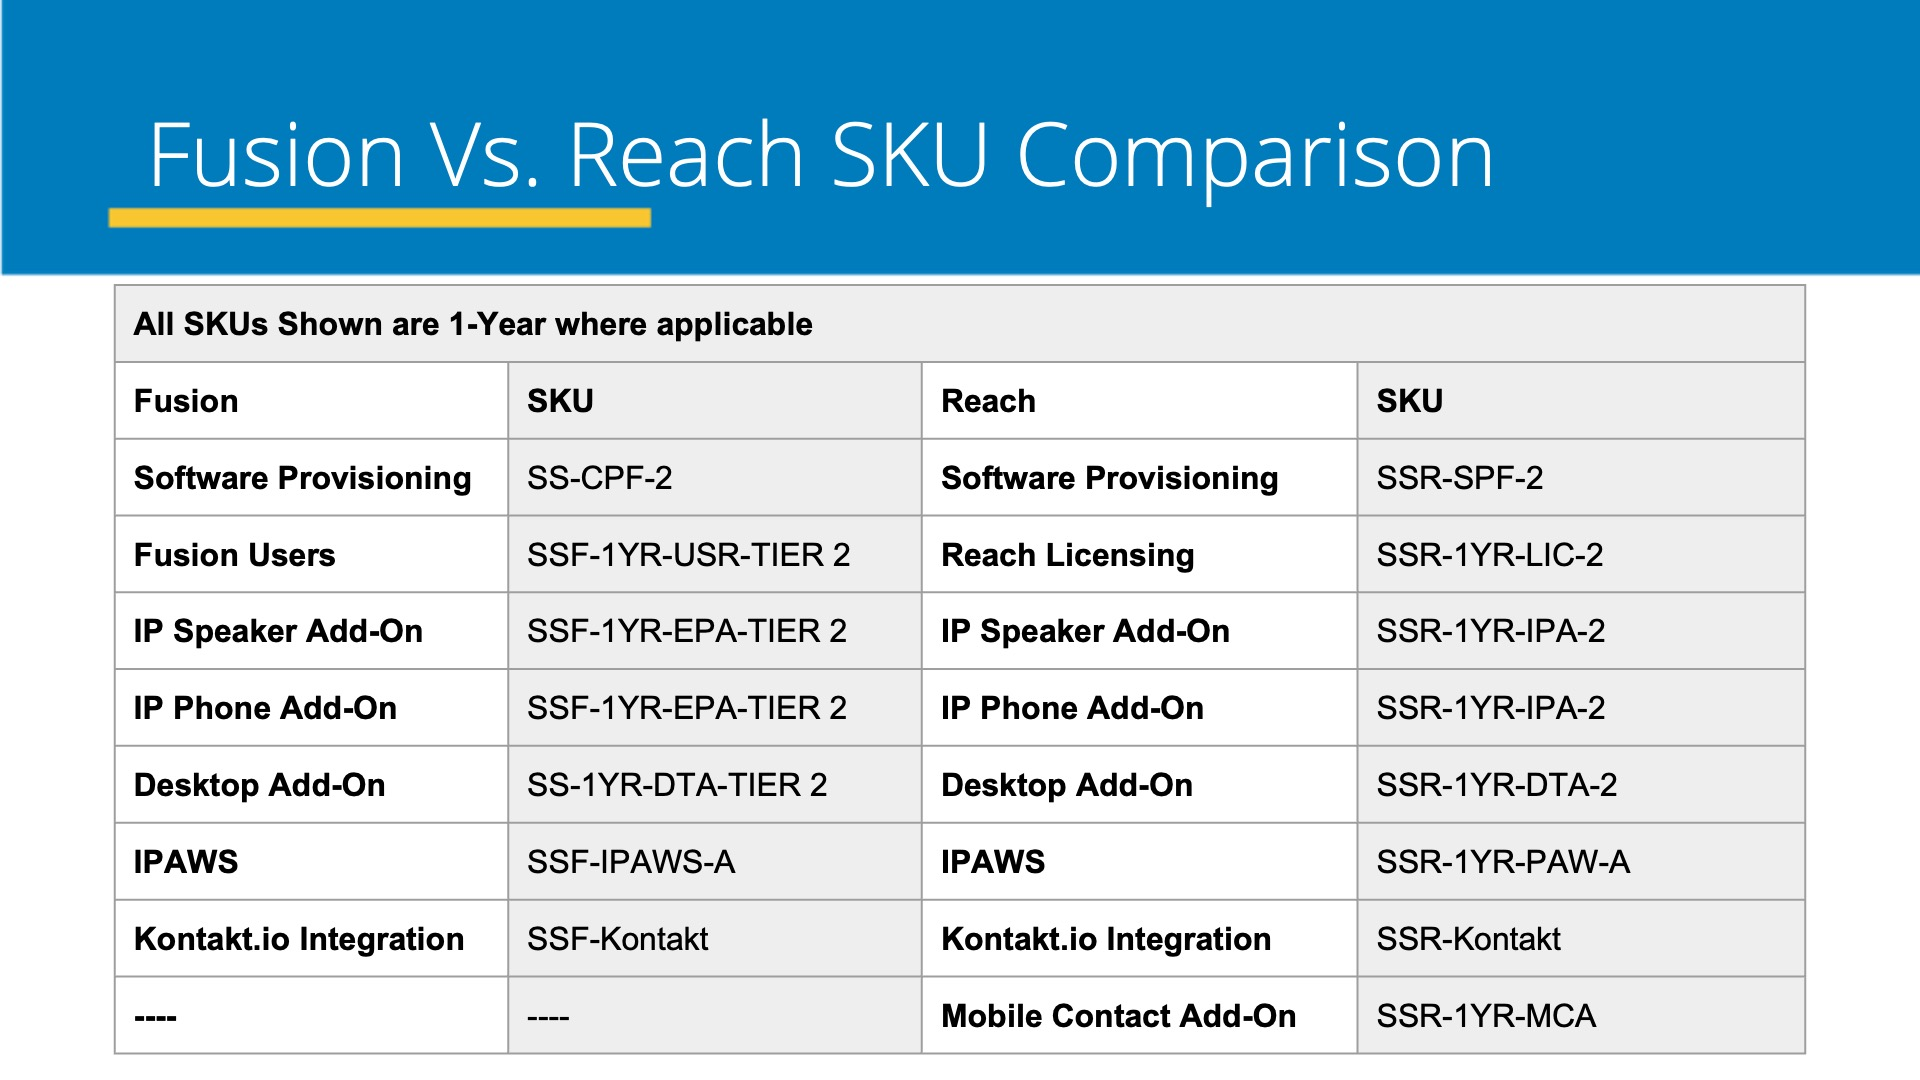 Fusion Vs. Reach SKU Comparison
All SKUs Shown are 1-Year where applicable
Fusion SKU Reach SKU
Software Provisioning SS-CPF-2 Software Provisioning SSR-SPF-2
Fusion Users SSF-1YR-USR-TIER 2 Reach Licensing SSR-1YR-LIC-2
IP Speaker Add-On SSF-1YR-EPA-TIER 2 IP Speaker Add-On SSR-1YR-IPA-2
IP Phone Add-On SSF-1YR-EPA-TIER 2 IP Phone Add-On SSR-1YR-IPA-2
Desktop Add-On SS-1YR-DTA-TIER 2 Desktop Add-On SSR-1YR-DTA-2
IPAWS SSF-IPAWS-A IPAWS SSR-1YR-PAW-A
Kontakt.io Integration SSF-Kontakt Kontakt.io Integration SSR-Kontakt
---- ---- Mobile Contact Add-On SSR-1YR-MCA